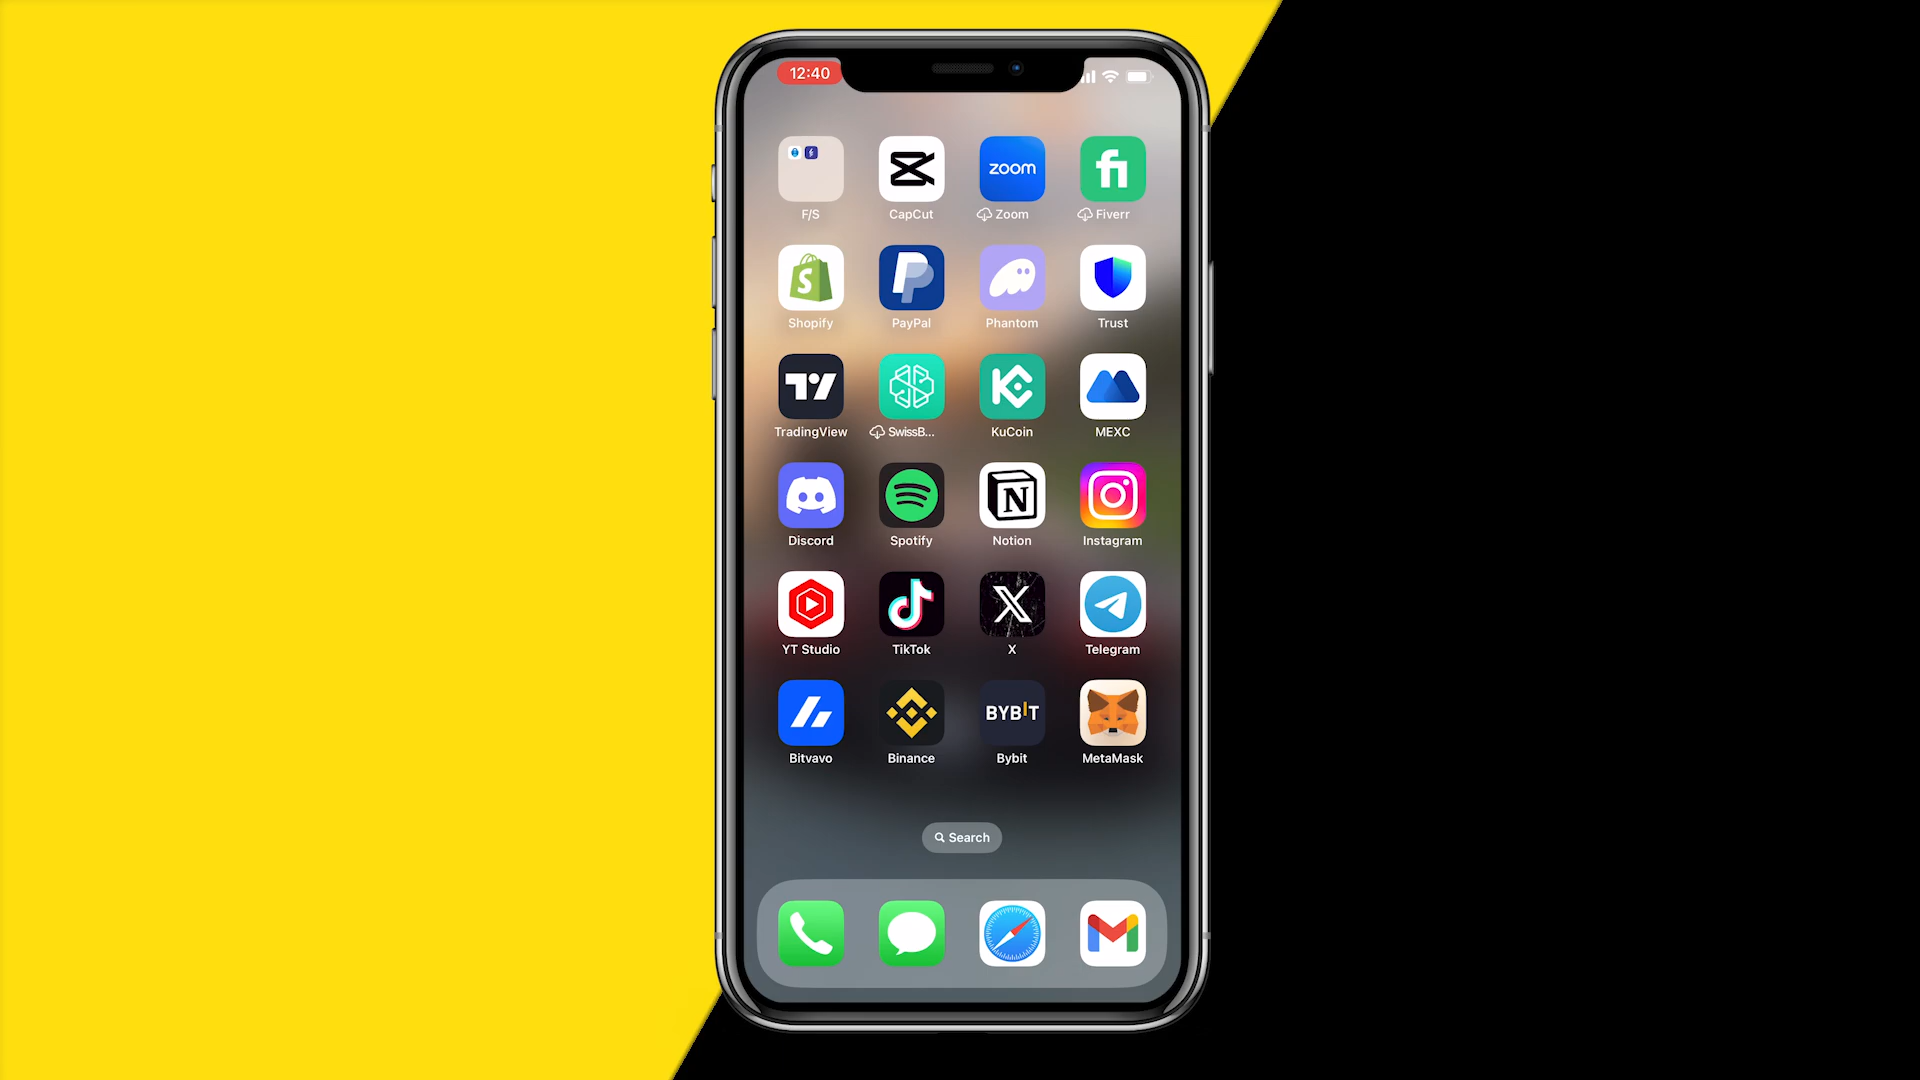 12:40
zoom
fi
F/S CapCut Zoom Fiverr
S
Shopify PayPal Phantom Trust
TradingView SwissB... KuCoin MEXC
N
Discord Spotify Notion Instagram
YT Studio TikTok X Telegram
BYBIT
Bitvavo Binance Bybit MetaMask
Search